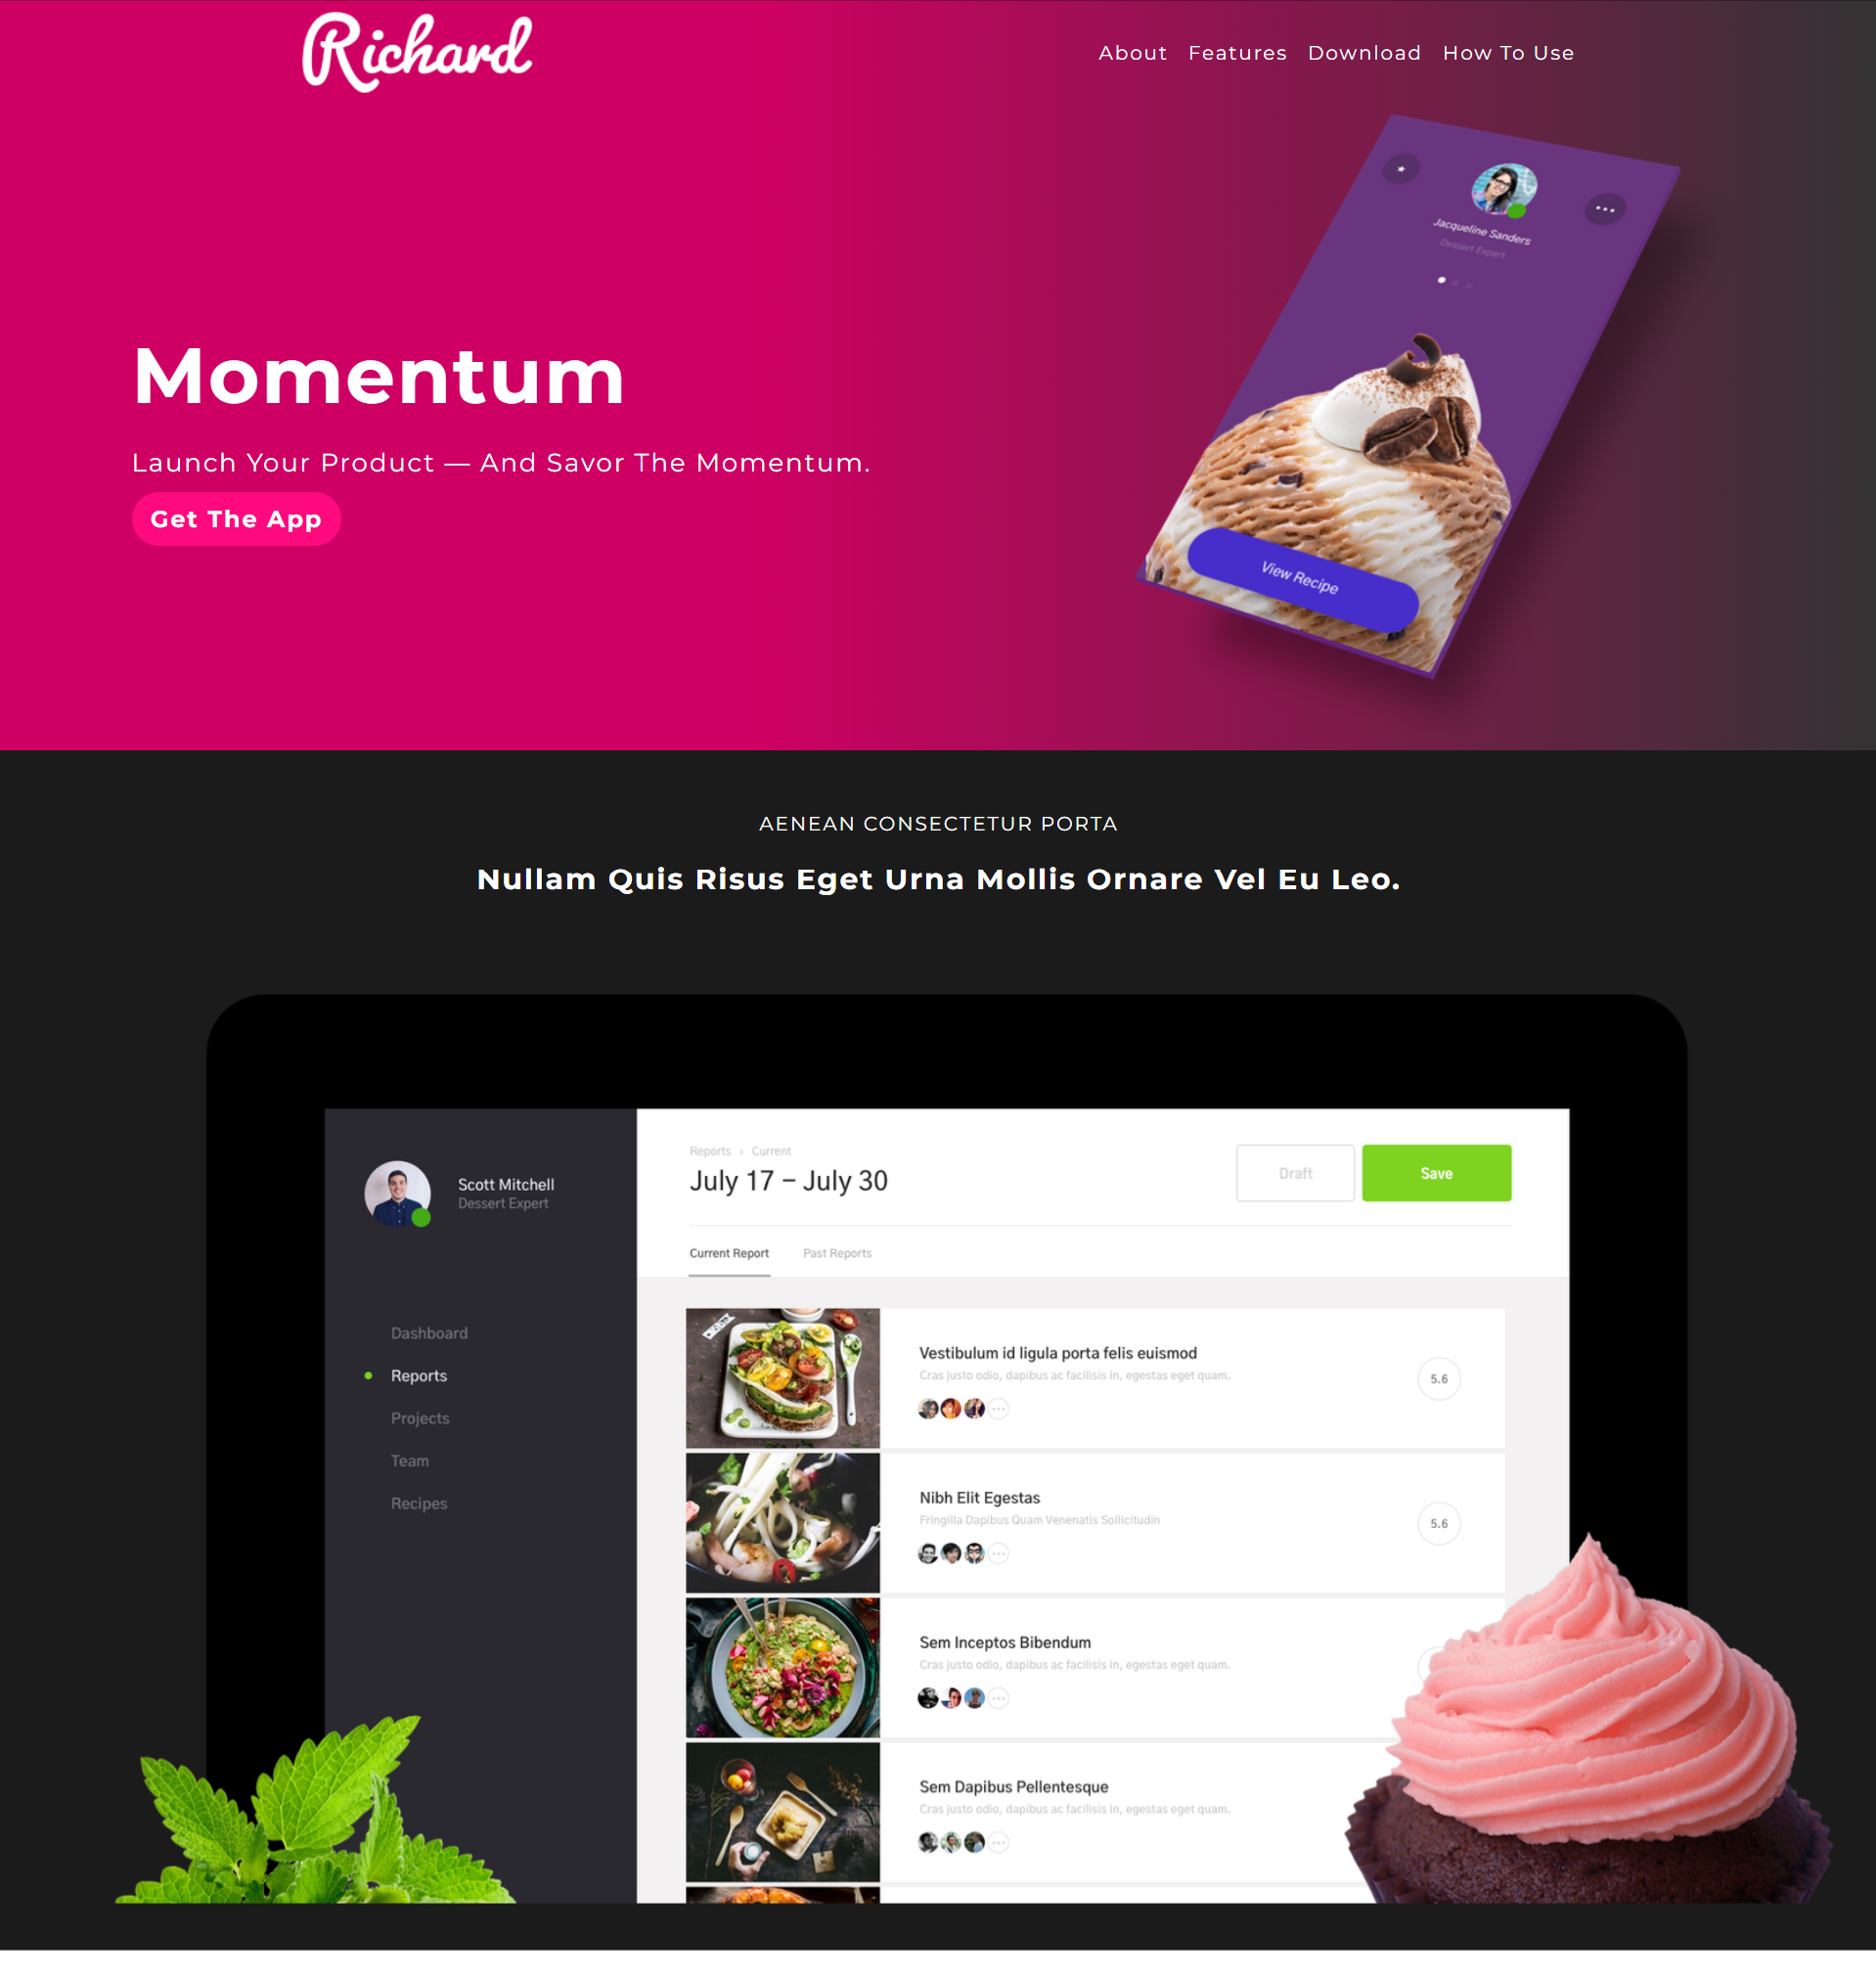 Richard
About Features Download How To Use
Jacqueline Sanders
Dessert Expert
Momentum
Launch Your Product — And Savor The Momentum.
Get The App
View Recipe
AENEAN CONSECTETUR PORTA
Nullam Quis Risus Eget Urna Mollis Ornare Vel Eu Leo.
Scott Mitchell
Dessert Expert
Dashboard
Reports
Projects
Team
Recipes
Reports › Current
July 17 – July 30
Draft
Save
Current Report Past Reports
Vestibulum id ligula porta felis euismod
Cras justo odio, dapibus ac facilisis in, egestas eget quam.
5.6
Nibh Elit Egestas
Fringilla Dapibus Quam Venenatis Sollicitudin
5.6
Sem Inceptos Bibendum
Cras justo odio, dapibus ac facilisis in, egestas eget quam.
Sem Dapibus Pellentesque
Cras justo odio, dapibus ac facilisis in, egestas eget quam.